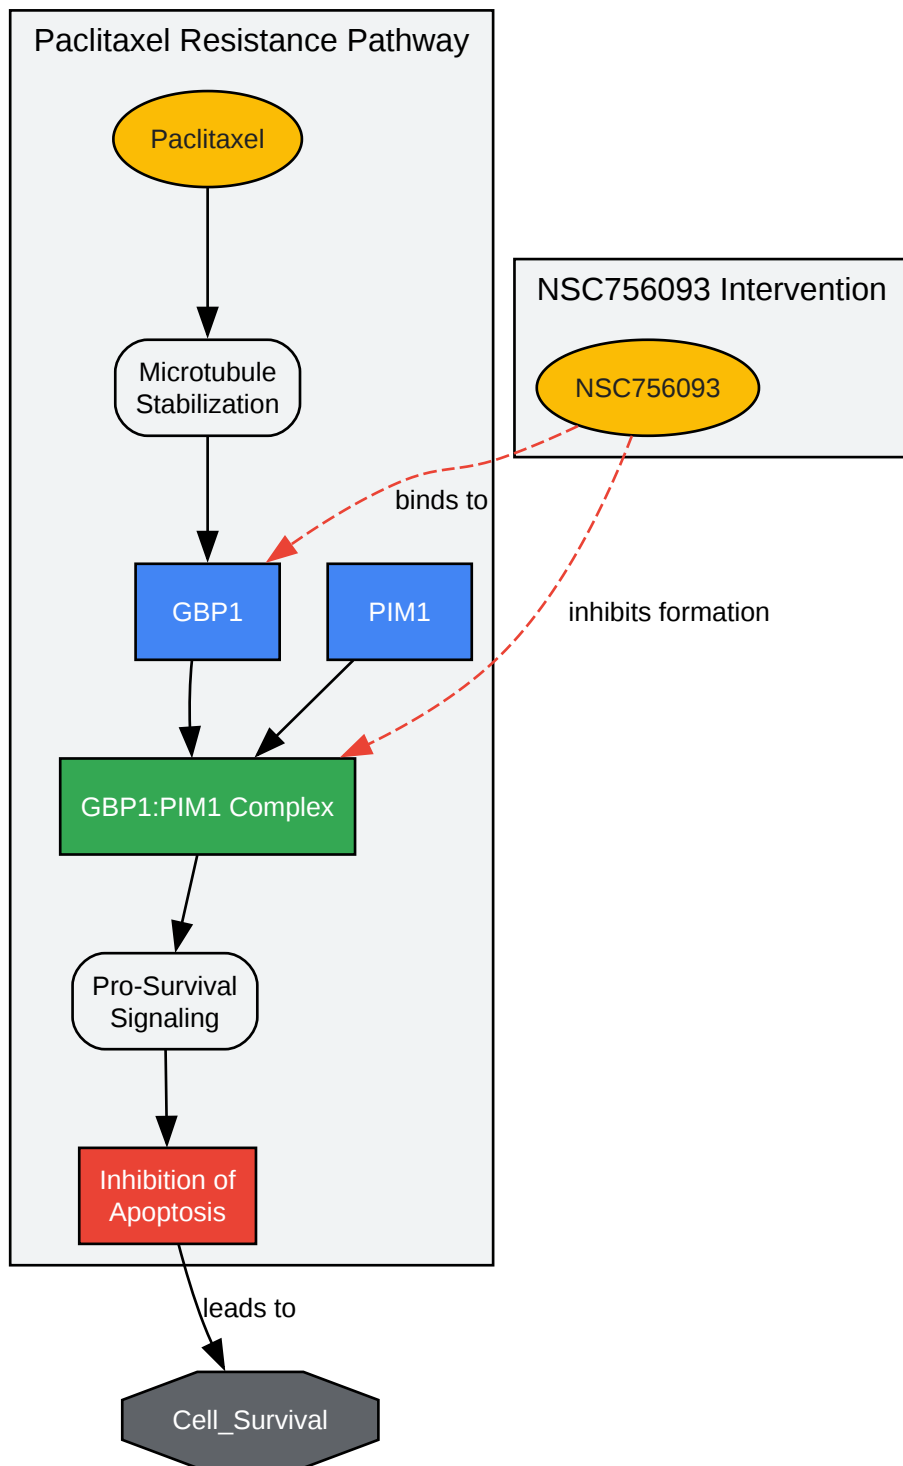 Paclitaxel Resistance Pathway
Paclitaxel
NSC756093 Intervention
Microtubule
Stabilization
NSC756093
binds to
GBP1
PIM1
inhibits formation
GBP1:PIM1 Complex
Pro-Survival
Signaling
Inhibition of
Apoptosis
leads to
Cell_Survival